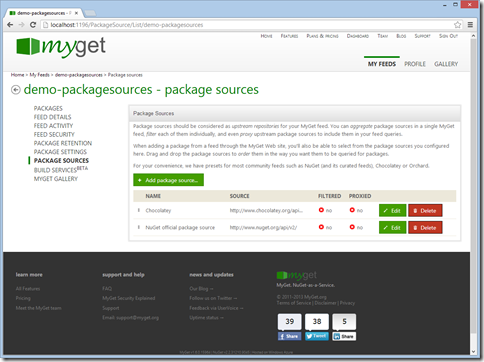 demo-packagesources - M
localhost:1196/PackageSource/List/demo-packagesources
HOME FEATURES PLANS & PRICING DASHBOARD TEAM BLOG SUPPORT SIGN OUT
myget
MY FEEDS PROFILE GALLERY
Home > My Feeds > demo-packagesources > Package sources
demo-packagesources - package sources
PACKAGES
FEED DETAILS
FEED ACTIVITY
FEED SECURITY
PACKAGE RETENTION
PACKAGE SETTINGS
PACKAGE SOURCES
BUILD SERVICES BETA
MYGET GALLERY
Package Sources
Package sources should be considered as upstream repositories for your MyGet feed. You can aggregate package sources in a single MyGet
feed, filter each of them individually, and even proxy upstream package sources to include them in your feed queries.
When adding a package from a feed through the MyGet Web site, you'll also be able to select from the package sources you configured
here. Drag and drop the package sources to order them in the way you want them to be queried for packages.
For your convenience, we have presets for most community feeds such as NuGet (and its curated feeds), Chocolatey or Orchard.
+ Add package source...
NAME SOURCE FILTERED PROXIED
Chocolatey http://www.chocolatey.org/api... no no Edit Delete
NuGet official package source http://www.nuget.org/api/v2/ no no Edit Delete
learn more
All Features
Pricing
Meet the MyGet team
support and help
FAQ
MyGet Security Explained
Support
Email: support@myget.org
news and updates
Our Blog
Follow us on Twitter
Feedback via UserVoice
Uptime status
MyGet. NuGet-as-a-Service.
© 2011-2013 MyGet.org
Terms of Service | Disclaimer | Privacy
39 38 5
Share Tweet Share